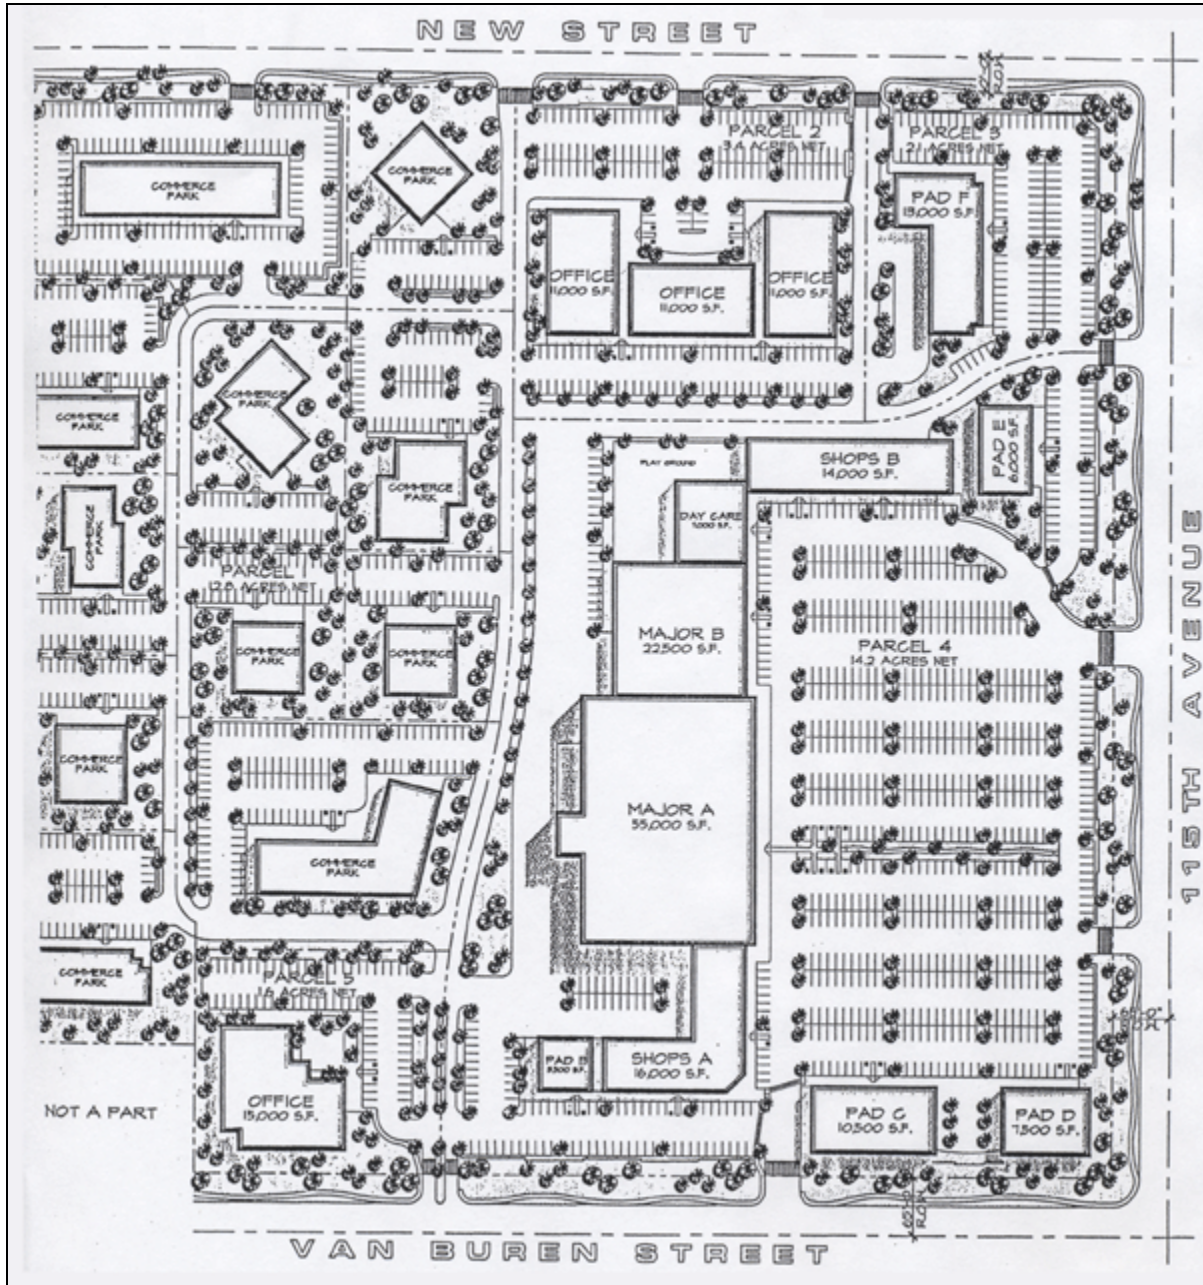 NEW STREET
R.O.W.
PARCEL 2
3.4 ACRES NET
PARCEL 3
2.1 ACRES NET
COMMERCE
PARK
COMMERCE
PARK
PAD F
13,000 S.F.
OFFICE
11,000 S.F.
OFFICE
11,000 S.F.
OFFICE
11,000 S.F.
COMMERCE
PARK
COMMERCE
PARK
COMMERCE
PARK
COMMERCE
PARK
PLAY GROUND
SHOPS B
14,000 S.F.
PAD E
6,000 S.F.
DAY CARE
PARCEL 1
12.8 ACRES NET
COMMERCE
PARK
COMMERCE
PARK
MAJOR B
22,500 S.F.
PARCEL 4
14.2 ACRES NET
115TH AVENUE
COMMERCE
PARK
MAJOR A
55,000 S.F.
COMMERCE
PARK
COMMERCE
PARK
PARCEL 5
1.6 ACRES NET
R.O.W.
NOT A PART
OFFICE
15,000 S.F.
SHOPS A
16,000 S.F.
PAD C
10,500 S.F.
PAD D
7,500 S.F.
R.O.W.
VAN BUREN STREET